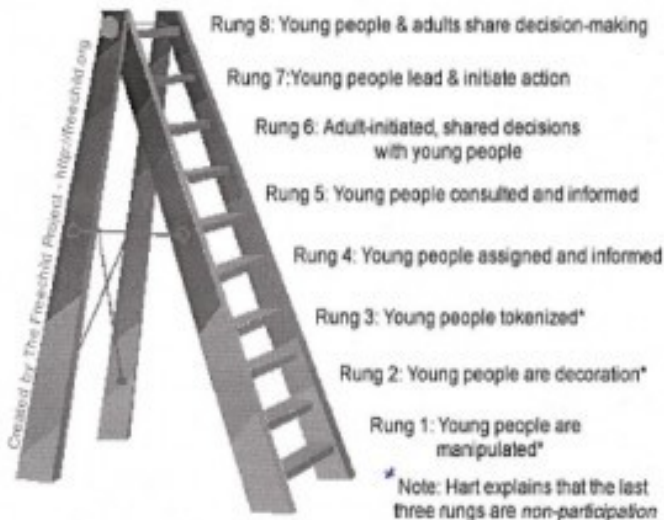 Rung 8: Young people & adults share decision-making
Rung 7:Young people lead & initiate action
Rung 6: Adult-initiated, shared decisions
with young people
Rung 5: Young people consulted and informed
Rung 4: Young people assigned and informed
Rung 3: Young people tokenized*
Rung 2: Young people are decoration*
Rung 1: Young people are
manipulated*
* Note: Hart explains that the last
three rungs are non-participation
Created by The Freechild Project - http://freechild.org